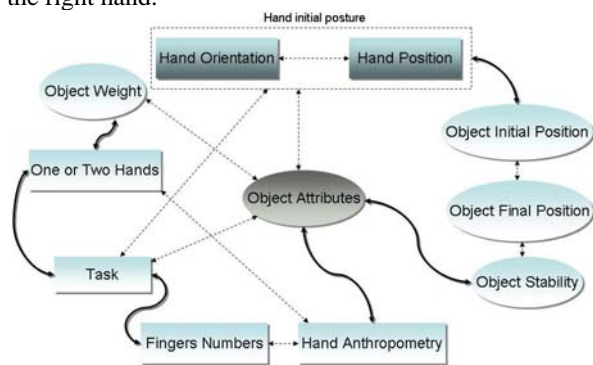 the right hand.
Hand initial posture
Hand Orientation
Hand Position
Object Weight
Object Initial Position
One or Two Hands
Object Attributes
Object Final Position
Task
Object Stability
Fingers Numbers
Hand Anthropometry